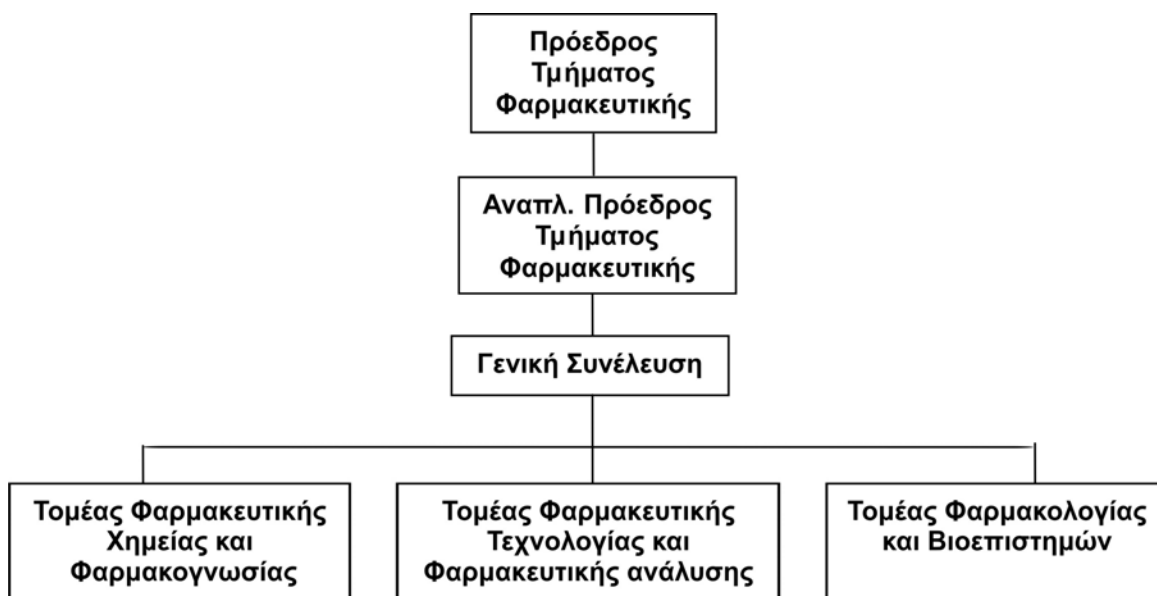 Πρόεδρος
Τμήματος
Φαρμακευτικής
Αναπλ. Πρόεδρος
Τμήματος
Φαρμακευτικής
Γενική Συνέλευση
Τομέας Φαρμακευτικής
Χημείας και
Φαρμακογνωσίας
Τομέας Φαρμακευτικής
Τεχνολογίας και
Φαρμακευτικής ανάλυσης
Τομέας Φαρμακολογίας
και Βιοεπιστημών